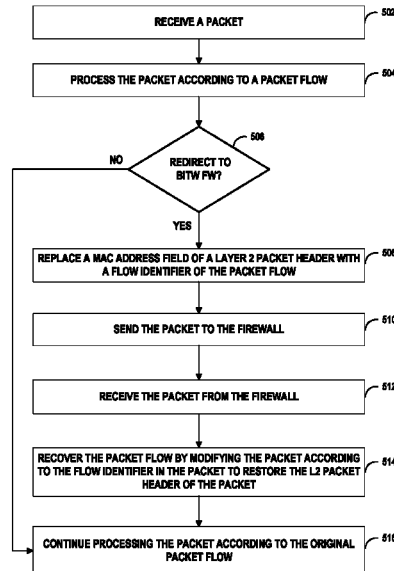 RECEIVE A PACKET
502
PROCESS THE PACKET ACCORDING TO A PACKET FLOW
504
506
REDIRECT TO
BITW FW?
NO
YES
REPLACE A MAC ADDRESS FIELD OF A LAYER 2 PACKET HEADER WITH
A FLOW IDENTIFIER OF THE PACKET FLOW
508
SEND THE PACKET TO THE FIREWALL
510
RECEIVE THE PACKET FROM THE FIREWALL
512
RECOVER THE PACKET FLOW BY MODIFYING THE PACKET ACCORDING
TO THE FLOW IDENTIFIER IN THE PACKET TO RESTORE THE L2 PACKET
HEADER OF THE PACKET
514
CONTINUE PROCESSING THE PACKET ACCORDING TO THE ORIGINAL
PACKET FLOW
516